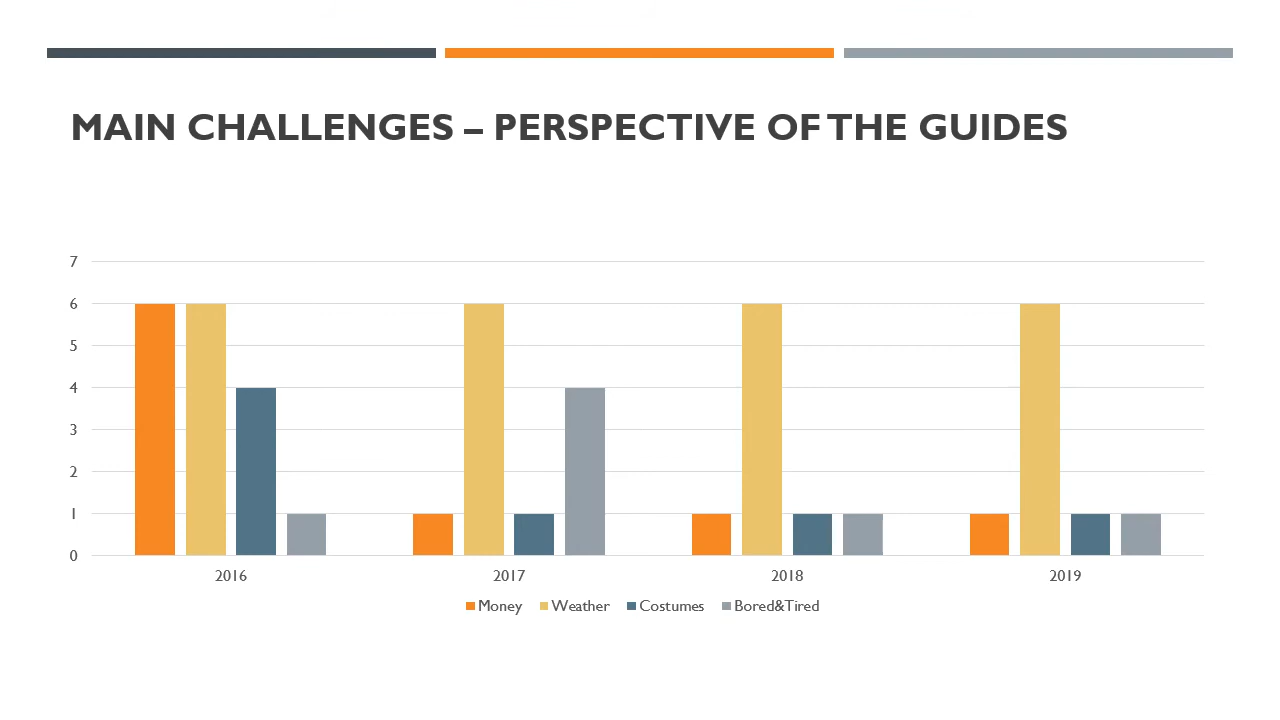 MAIN CHALLENGES – PERSPECTIVE OF THE GUIDES
7
6
5
4
3
2
1
0
2016 2017 2018 2019
Money Weather Costumes Bored&Tired